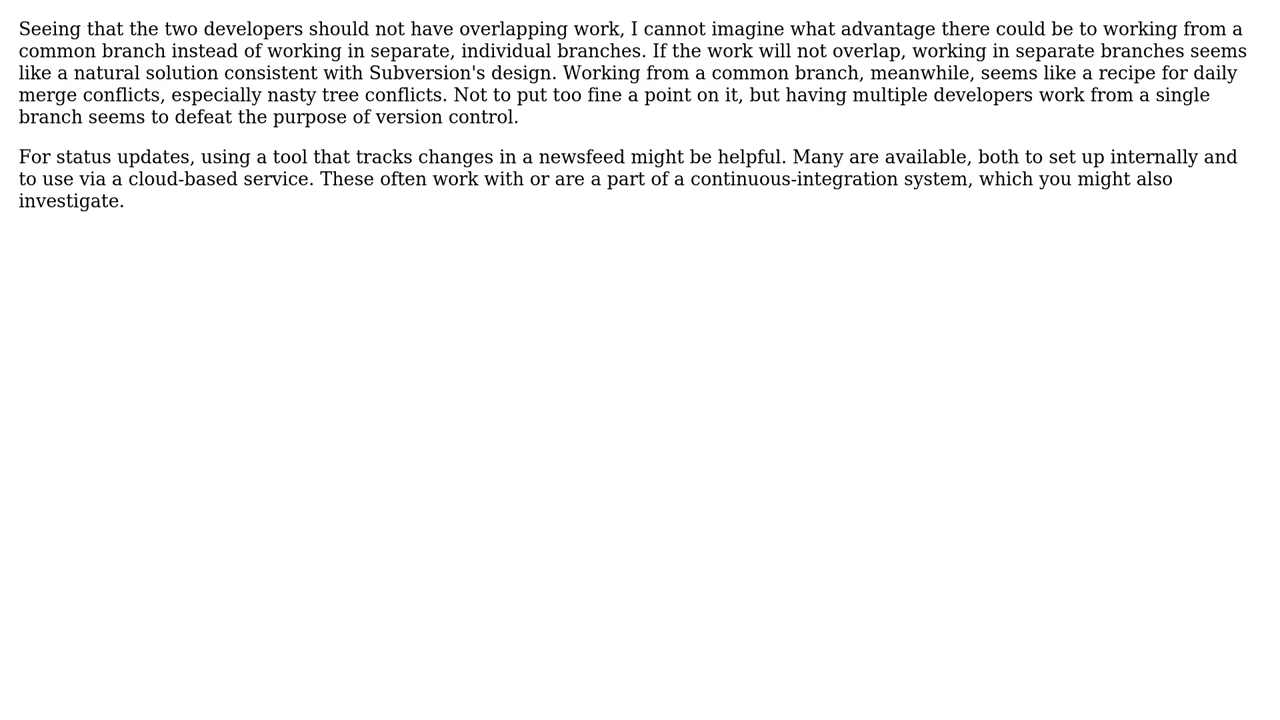 Seeing that the two developers should not have overlapping work, I cannot imagine what advantage there could be to working from a
common branch instead of working in separate, individual branches. If the work will not overlap, working in separate branches seems
like a natural solution consistent with Subversion's design. Working from a common branch, meanwhile, seems like a recipe for daily
merge conflicts, especially nasty tree conflicts. Not to put too fine a point on it, but having multiple developers work from a single
branch seems to defeat the purpose of version control.
For status updates, using a tool that tracks changes in a newsfeed might be helpful. Many are available, both to set up internally and
to use via a cloud-based service. These often work with or are a part of a continuous-integration system, which you might also
investigate.